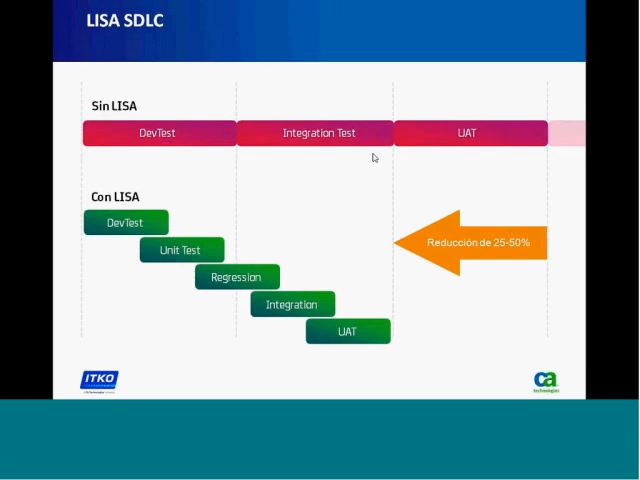 LISA SDLC
Sin LISA
DevTest
Integration Test
UAT
Con LISA
DevTest
Unit Test
Regression
Integration
UAT
Reducción de 25-50%
ITKO
ca
technologies